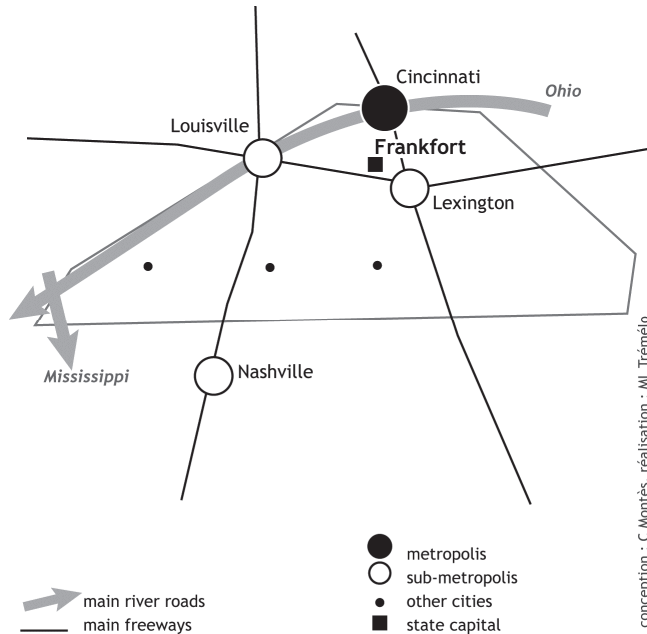 Cincinnati
Ohio
Louisville
Frankfort
Lexington
Mississippi
Nashville
metropolis
sub-metropolis
main river roads
other cities
main freeways
state capital
conception : C Montès, réalisation : ML Trémélo